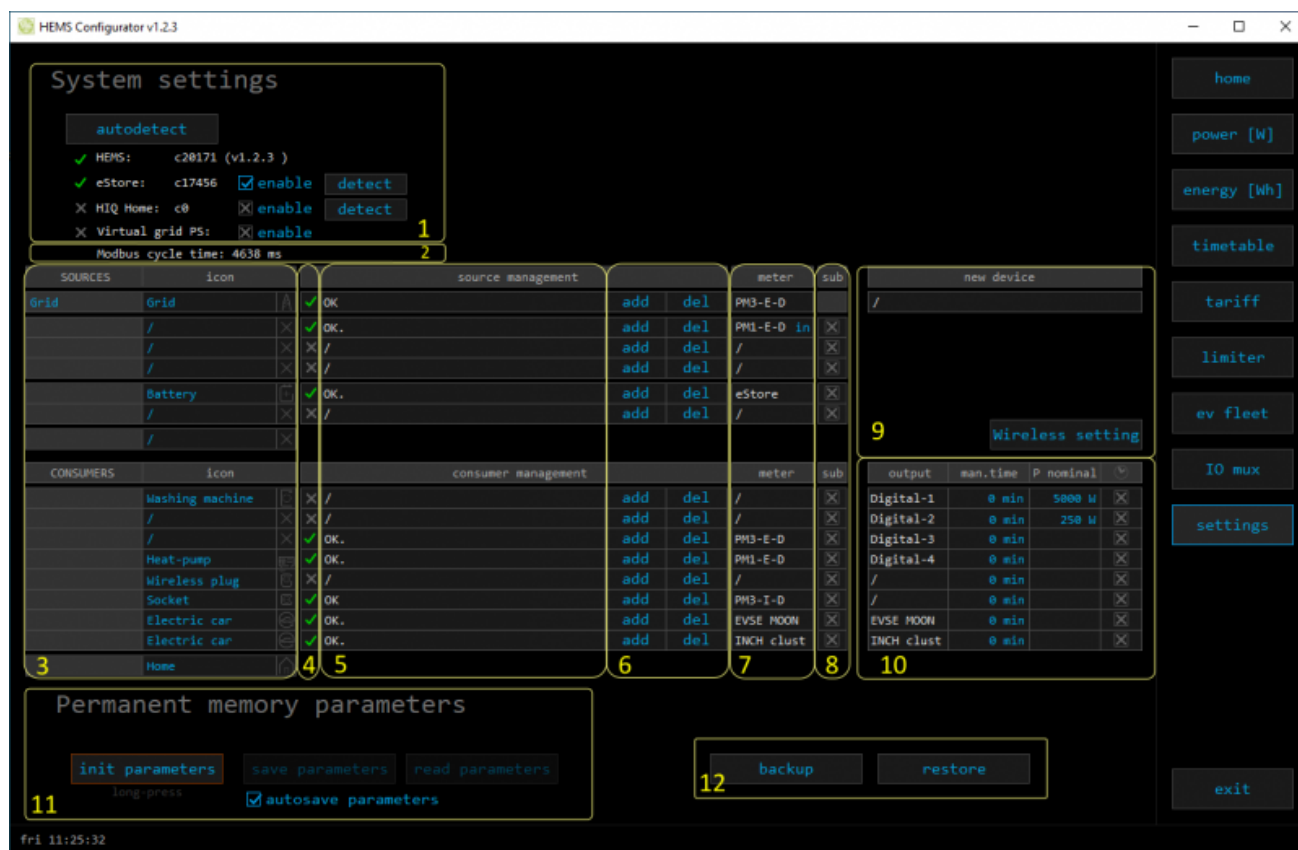 HEMS Configurator v1.2.3
System settings
autodetect
HEMS: c20171 (v1.2.3 )
eStore: c17456 enable detect
HIQ Home: c0 enable detect
Virtual grid PS: enable 1
Modbus cycle time: 4638 ms 2
SOURCES icon source management meter sub
Grid Grid OK add del PM3-E-D
/ OK. add del PM1-E-D in
/ / add del /
/ / add del /
Battery OK. add del eStore
/ / add del /
/
new device
/
9
Wireless setting
CONSUMERS icon consumer management meter sub
Washing machine / add del /
/ / add del /
/ OK. add del PM3-E-D
Heat-pump OK. add del PM1-E-D
Wireless plug / add del /
Socket OK add del PM3-I-D
Electric car OK. add del EVSE MOON
Electric car OK. add del INCH clust
Home
3 4 5 6 7 8
output man.time P nominal
Digital-1 0 min 5000 W
Digital-2 0 min 250 W
Digital-3 0 min
Digital-4 0 min
/ 0 min
/ 0 min
EVSE MOON 0 min
INCH clust 0 min
10
Permanent memory parameters
init parameters save parameters read parameters
long-press
autosave parameters
11
backup restore
12
home
power [W]
energy [Wh]
timetable
tariff
limiter
ev fleet
IO mux
settings
exit
fri 11:25:32